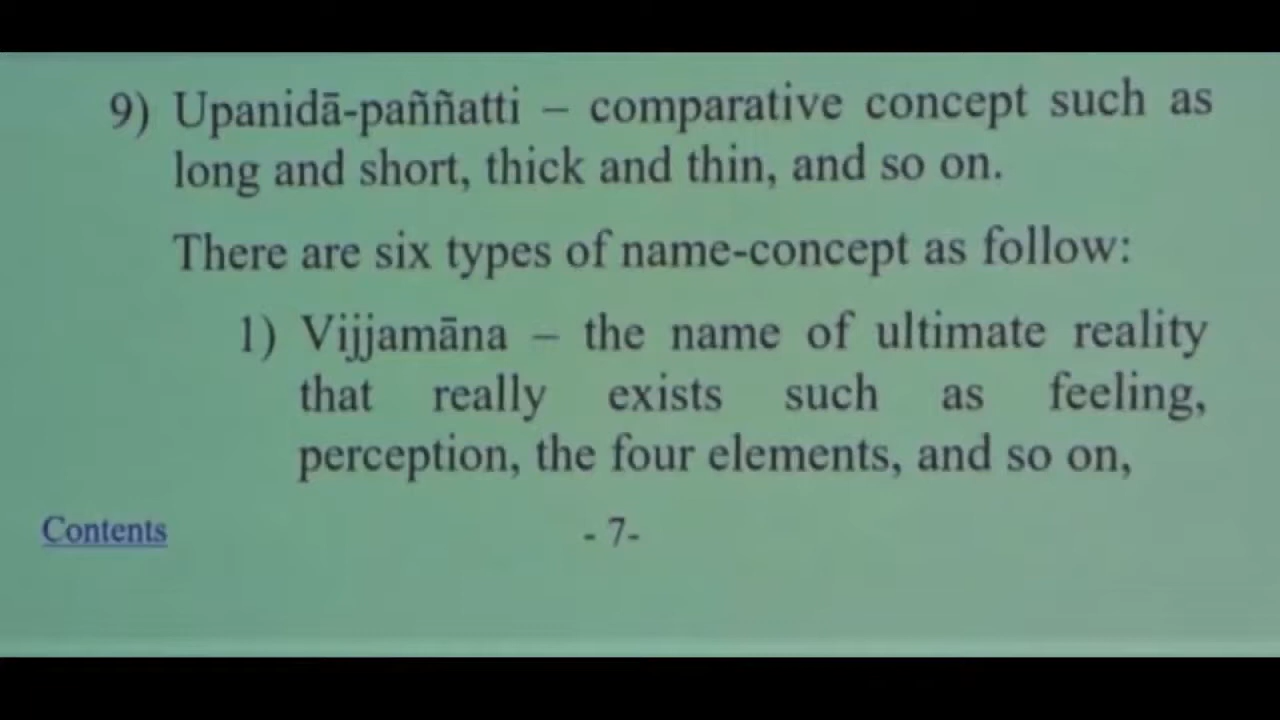 9) Upanidā-paññatti – comparative concept such as
long and short, thick and thin, and so on.
There are six types of name-concept as follow:
1) Vijjamāna – the name of ultimate reality
that really exists such as feeling,
perception, the four elements, and so on,
Contents
- 7-